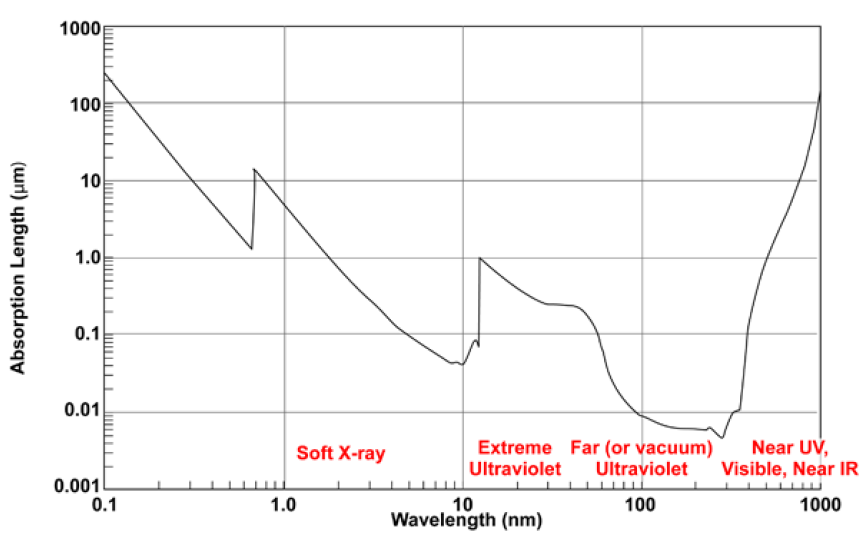 1000
100
10
1.0
0.1
0.01
0.001
Absorption Length (μm)
Soft X-ray
Extreme
Ultraviolet
Far (or vacuum)
Ultraviolet
Near UV,
Visible, Near IR
0.1
1.0
10
100
1000
Wavelength (nm)